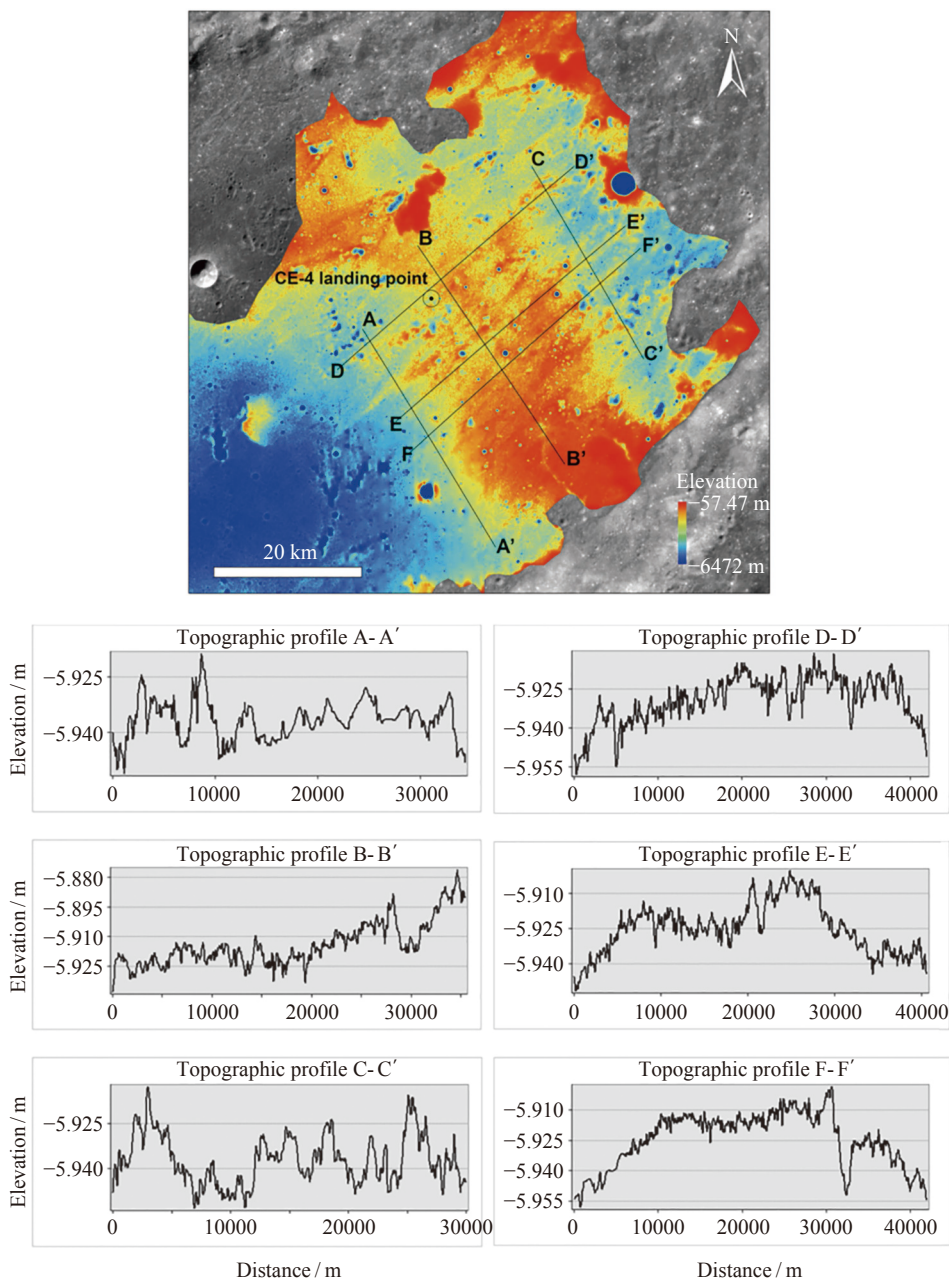 N
C
D'
E'
B
F'
CE-4 landing point
A
C'
D
E
F
B'
Elevation
−57.47 m
−6472 m
A'
20 km
Topographic profile A-A′
Elevation / m
−5.925
−5.940
0 10000 20000 30000
Topographic profile D-D′
−5.925
−5.940
−5.955
0 10000 20000 30000 40000
Topographic profile B-B′
Elevation / m
−5.880
−5.895
−5.910
−5.925
0 10000 20000 30000
Topographic profile E-E′
−5.910
−5.925
−5.940
0 10000 20000 30000 40000
Topographic profile C-C′
Elevation / m
−5.925
−5.940
0 10000 20000 30000
Distance / m
Topographic profile F-F′
−5.910
−5.925
−5.940
−5.955
0 10000 20000 30000 40000
Distance / m